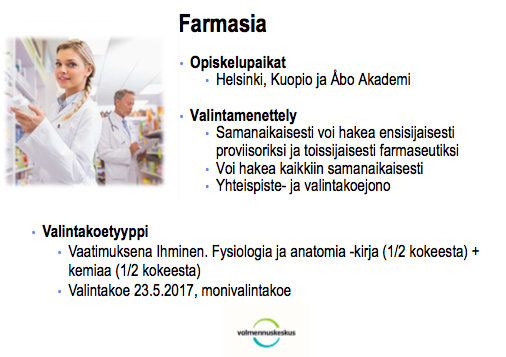 Farmasia
Opiskelupaikat
Helsinki, Kuopio ja Åbo Akademi
Valintamenettely
Samanaikaisesti voi hakea ensisijaisesti
proviisoriksi ja toissijaisesti farmaseutiksi
Voi hakea kaikkiin samanaikaisesti
Yhteispiste- ja valintakoejono
Valintakoetyyppi
Vaatimuksena Ihminen. Fysiologia ja anatomia -kirja (1/2 kokeesta) +
kemiaa (1/2 kokeesta)
Valintakoe 23.5.2017, monivalintakoe
valmennuskeskus